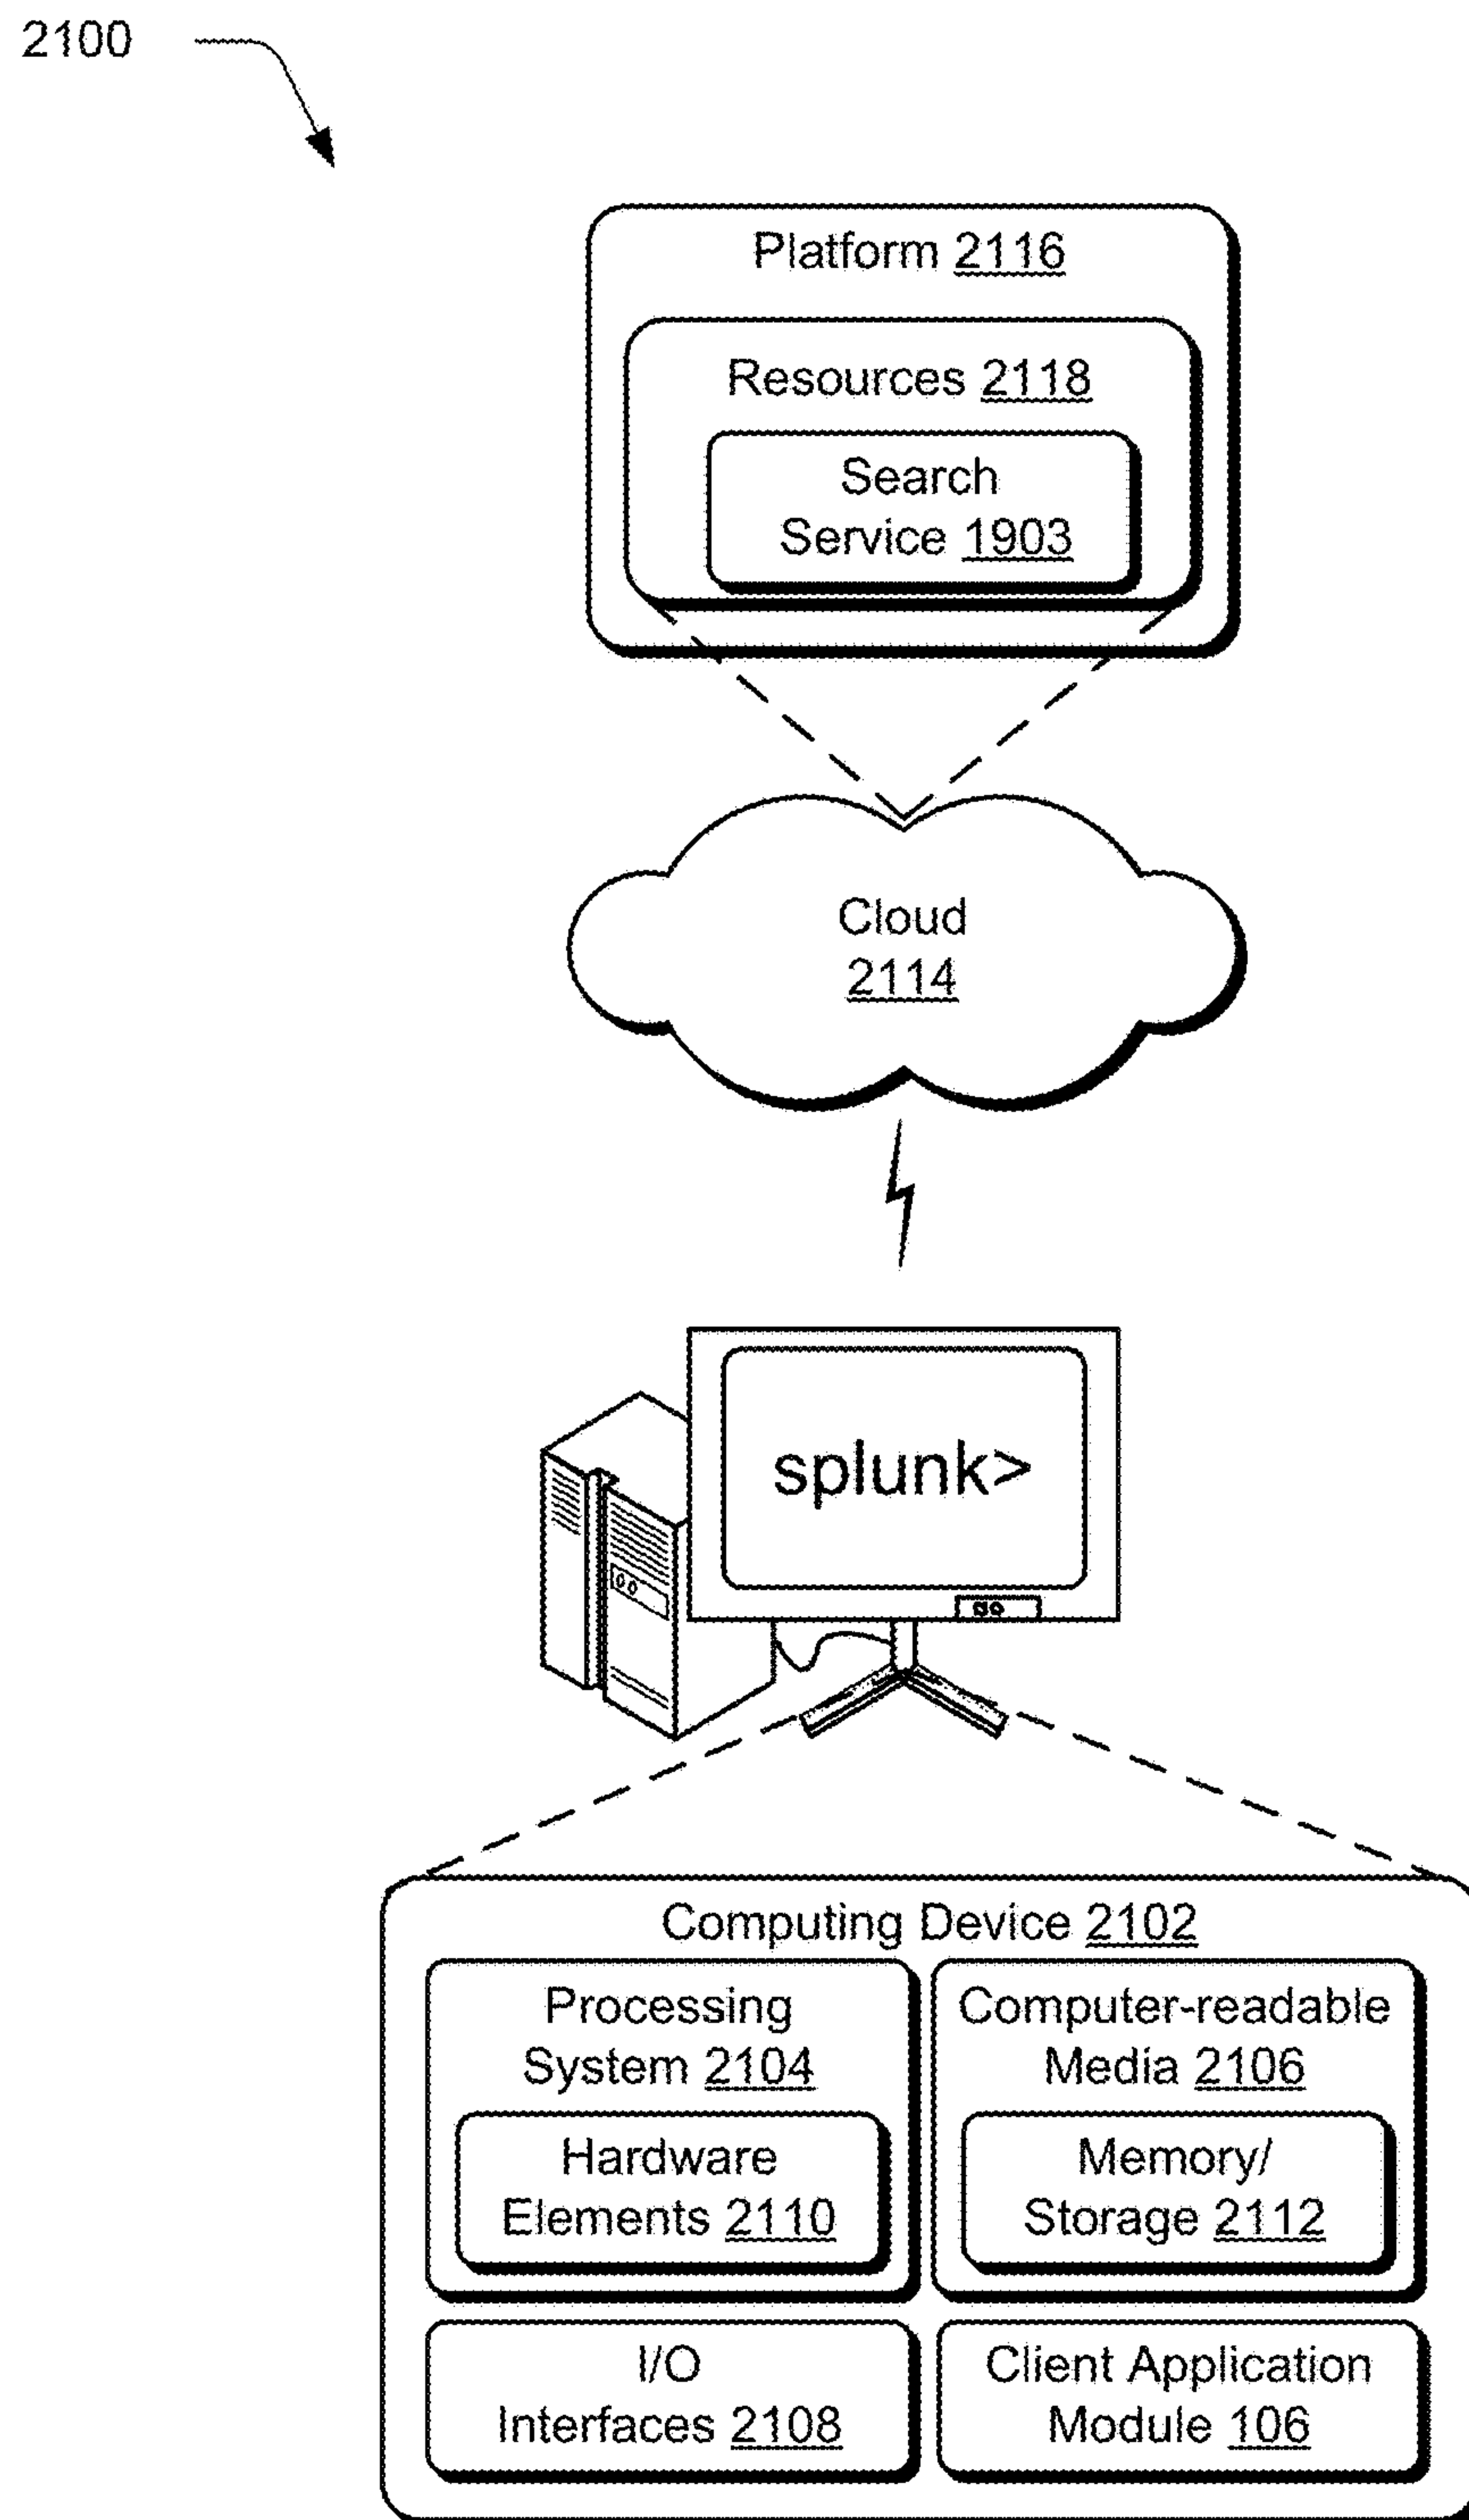 2100
Platform 2116
Resources 2118
Search
Service 1903
Cloud
2114
splunk>
Computing Device 2102
Processing
System 2104
Computer-readable
Media 2106
Hardware
Elements 2110
Memory/
Storage 2112
I/O
Interfaces 2108
Client Application
Module 106